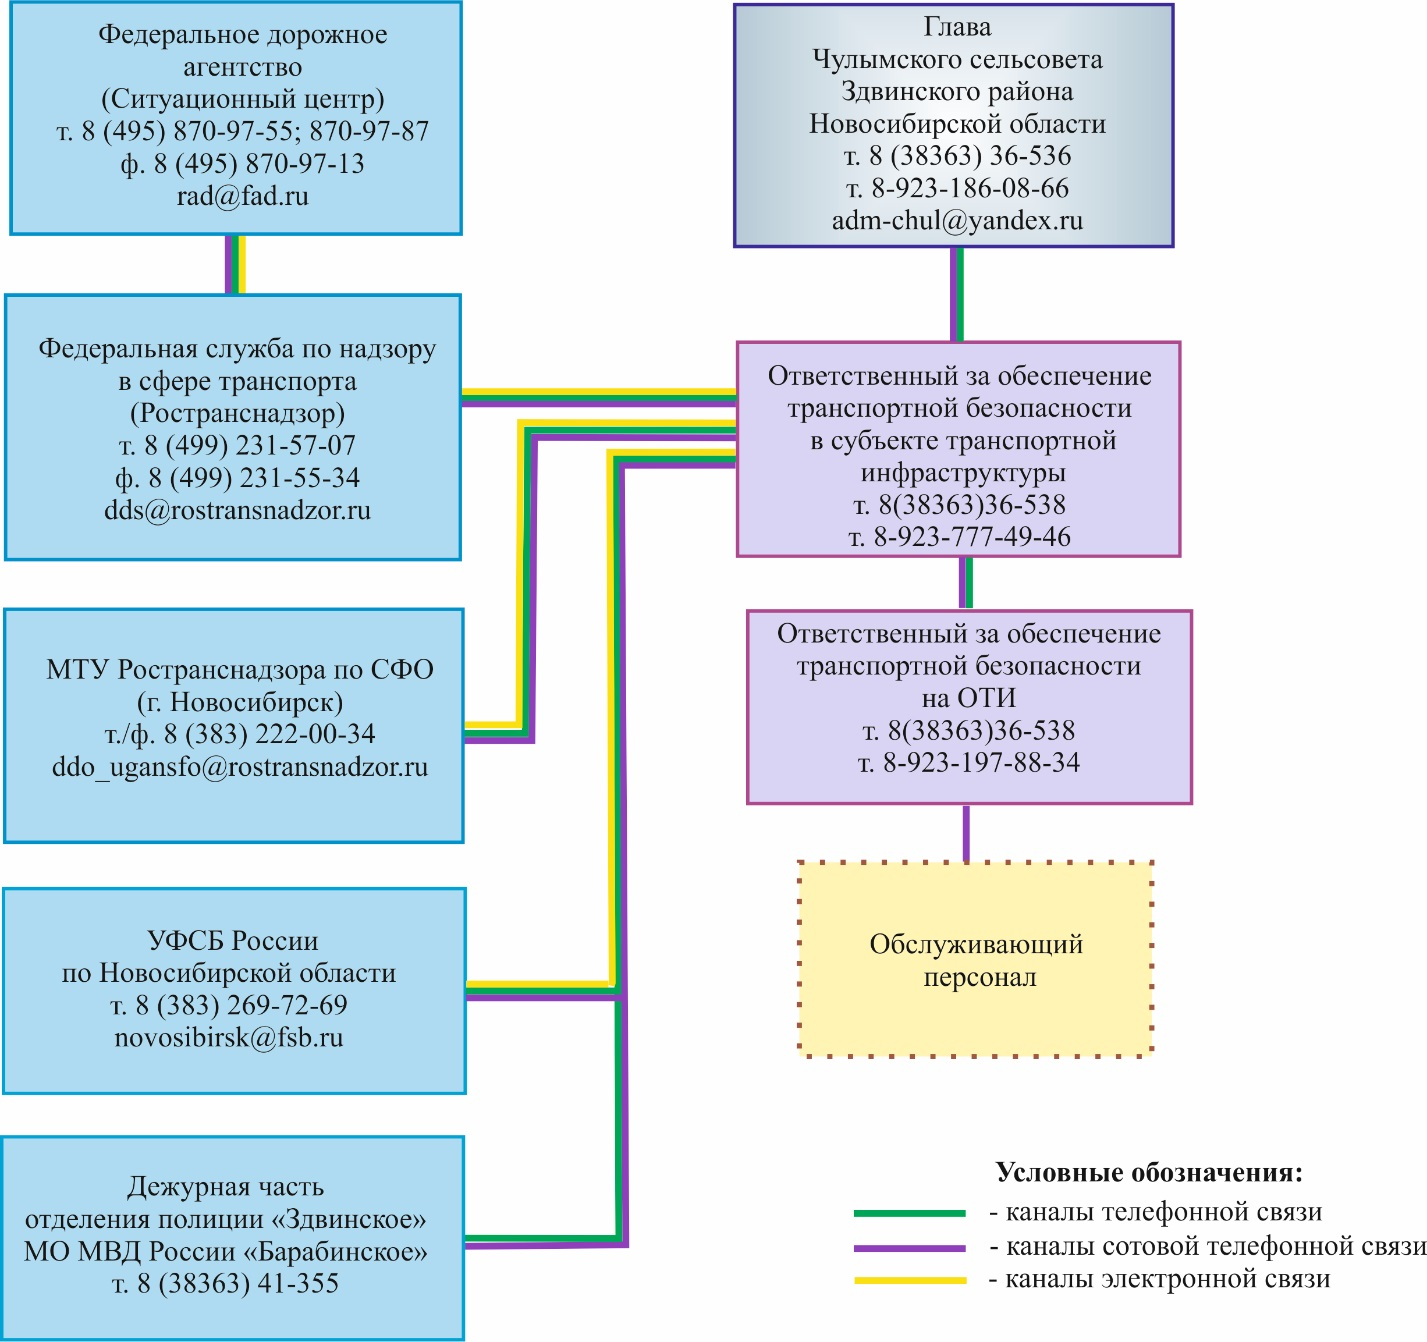 Федеральное дорожное
агентство
(Ситуационный центр)
т. 8 (495) 870-97-55; 870-97-87
ф. 8 (495) 870-97-13
rad@fad.ru
Федеральная служба по надзору
в сфере транспорта
(Ространснадзор)
т. 8 (499) 231-57-07
ф. 8 (499) 231-55-34
dds@rostransnadzor.ru
МТУ Ространснадзора по СФО
(г. Новосибирск)
т./ф. 8 (383) 222-00-34
ddo_ugansfo@rostransnadzor.ru
УФСБ России
по Новосибирской области
т. 8 (383) 269-72-69
novosibirsk@fsb.ru
Дежурная часть
отделения полиции «Здвинское»
МО МВД России «Барабинское»
т. 8 (38363) 41-355
Глава
Чулымского сельсовета
Здвинского района
Новосибирской области
т. 8 (38363) 36-536
т. 8-923-186-08-66
adm-chul@yandex.ru
Ответственный за обеспечение
транспортной безопасности
в субъекте транспортной
инфраструктуры
т. 8(38363)36-538
т. 8-923-777-49-46
Ответственный за обеспечение
транспортной безопасности
на ОТИ
т. 8(38363)36-538
т. 8-923-197-88-34
Обслуживающий
персонал
Условные обозначения:
- каналы телефонной связи
- каналы сотовой телефонной связи
- каналы электронной связи